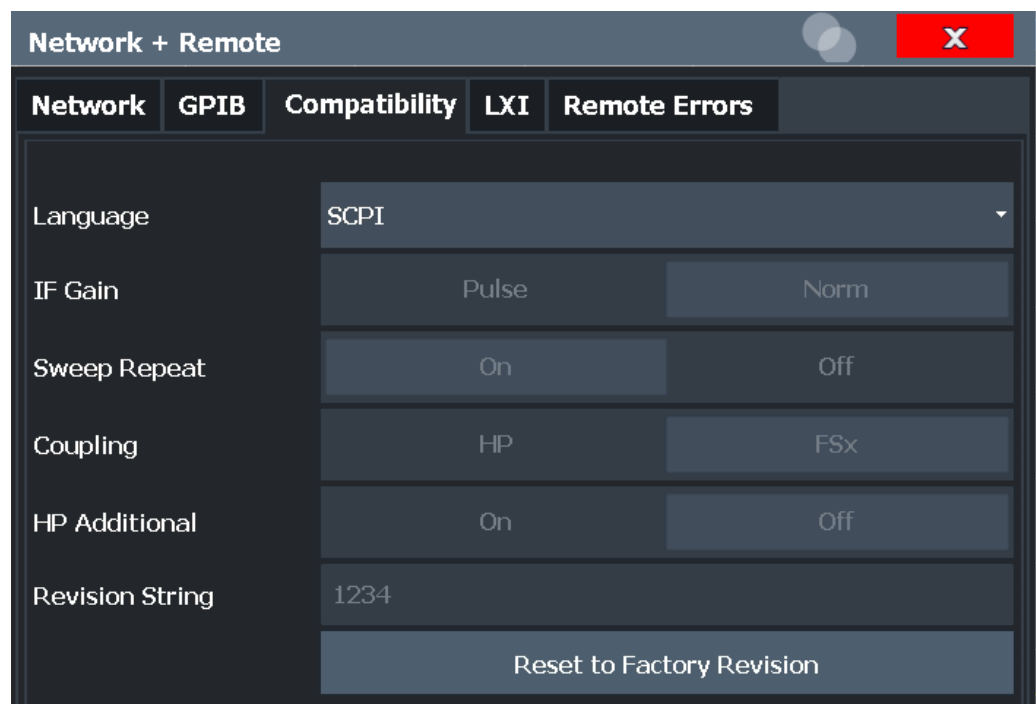 Network + Remote X
Network GPIB Compatibility LXI Remote Errors
Language SCPI
IF Gain Pulse Norm
Sweep Repeat On Off
Coupling HP FSx
HP Additional On Off
Revision String 1234
Reset to Factory Revision